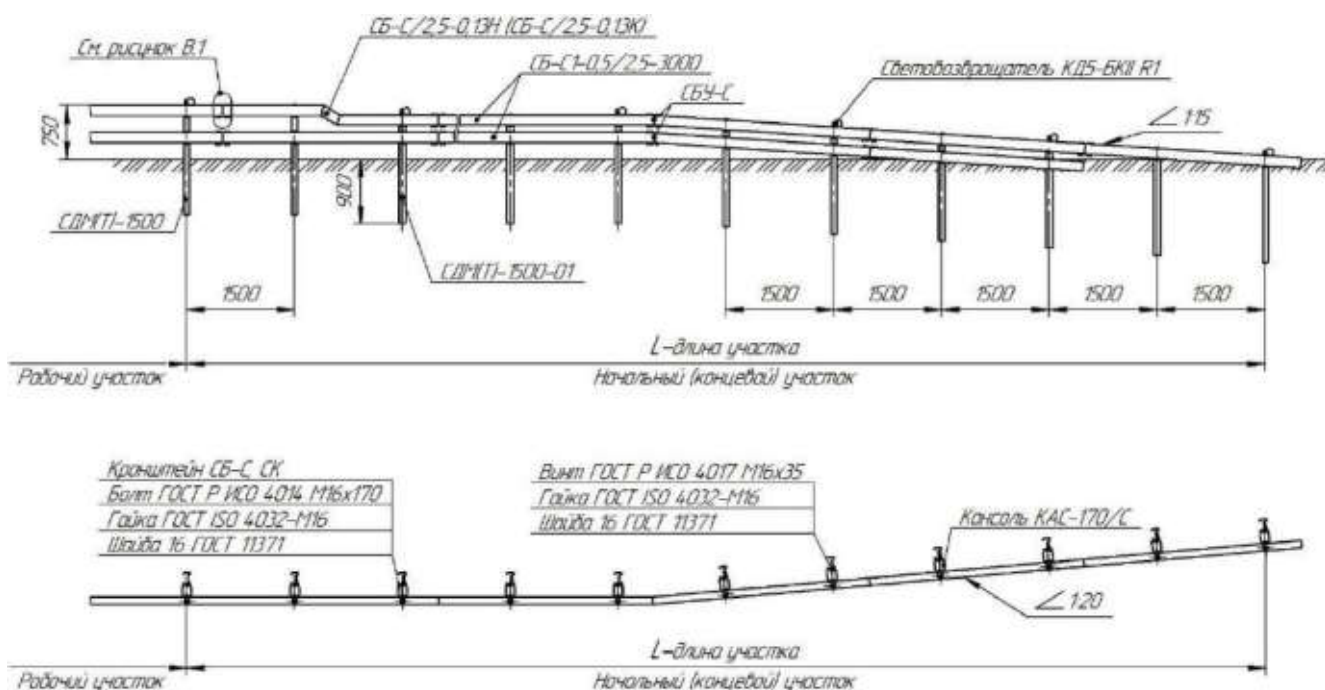 СБ-С/2,5-0,13Н (СБ-С/2,5-0,13К)
См. рисунок В.1
СБ-С1-0,5/2,5-3000
Световозвращатель КД5-БКII R1
СБУ-С
1:15
750
900
СДМ(Т)-1500
СДМ(Т)-1500-01
1500
1500
1500
1500
1500
1500
L-длина участка
Рабочий участок
Начальный (концевой) участок
Кронштейн СБ-С, СК
Болт ГОСТ Р ИСО 4014 М16х170
Гайка ГОСТ ISO 4032-М16
Шайба 16 ГОСТ 11371
Винт ГОСТ Р ИСО 4017 М16х35
Гайка ГОСТ ISO 4032-М16
Шайба 16 ГОСТ 11371
Консоль КАС-170/С
1:20
L-длина участка
Рабочий участок
Начальный (концевой) участок